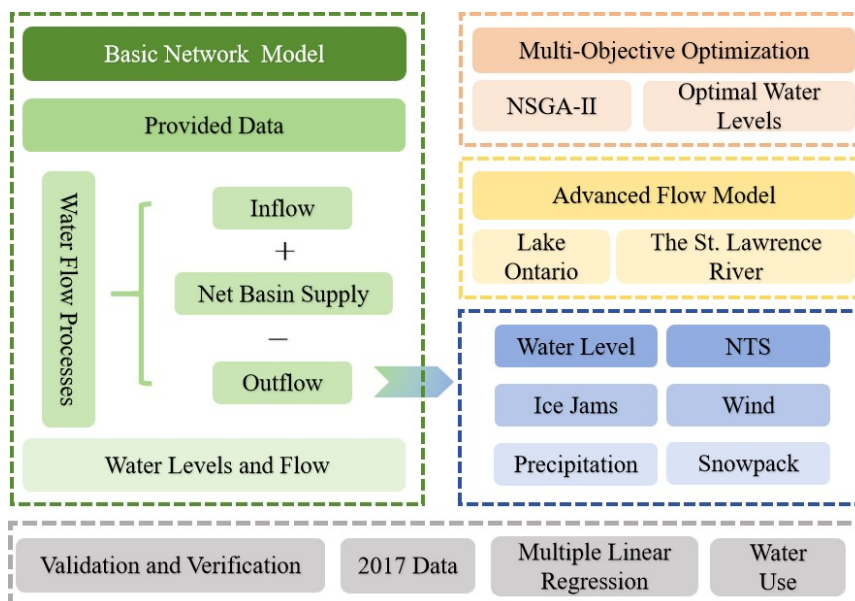 Basic Network Model
Provided Data
Water Flow Processes
Inflow
+
Net Basin Supply
−
Outflow
Water Levels and Flow
Multi-Objective Optimization
NSGA-II
Optimal Water
Levels
Advanced Flow Model
Lake
Ontario
The St. Lawrence
River
Water Level
NTS
Ice Jams
Wind
Precipitation
Snowpack
Validation and Verification
2017 Data
Multiple Linear
Regression
Water
Use